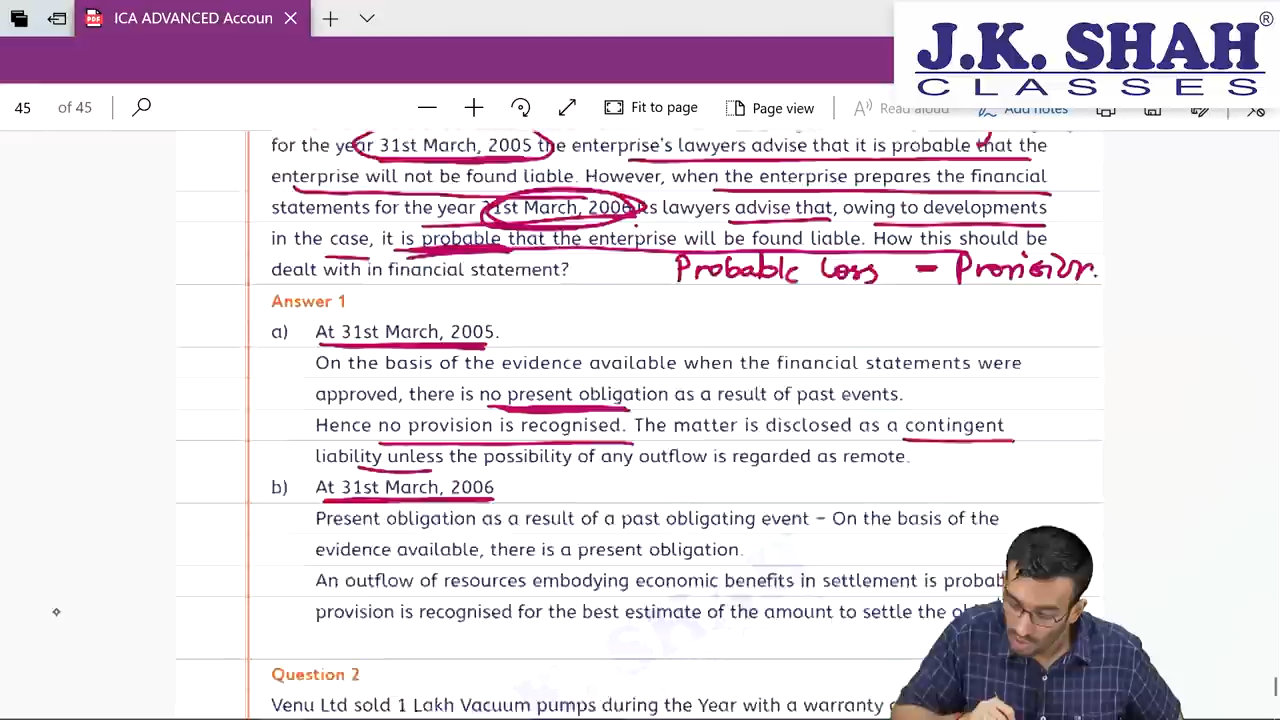 ICA ADVANCED Accoun
J.K. SHAH®
CLASSES
45 of 45
Fit to page
Page view
Read aloud
Add notes
for the year 31st March, 2005 the enterprise's lawyers advise that it is probable that the
enterprise will not be found liable. However, when the enterprise prepares the financial
statements for the year 31st March, 2006 its lawyers advise that, owing to developments
in the case, it is probable that the enterprise will be found liable. How this should be
dealt with in financial statement?
Probable Loss - Provision.
Answer 1
a) At 31st March, 2005.
On the basis of the evidence available when the financial statements were
approved, there is no present obligation as a result of past events.
Hence no provision is recognised. The matter is disclosed as a contingent
liability unless the possibility of any outflow is regarded as remote.
b) At 31st March, 2006
Present obligation as a result of a past obligating event – On the basis of the
evidence available, there is a present obligation.
An outflow of resources embodying economic benefits in settlement is probab
provision is recognised for the best estimate of the amount to settle the
Question 2
Venu Ltd sold 1 Lakh Vacuum pumps during the Year with a warranty